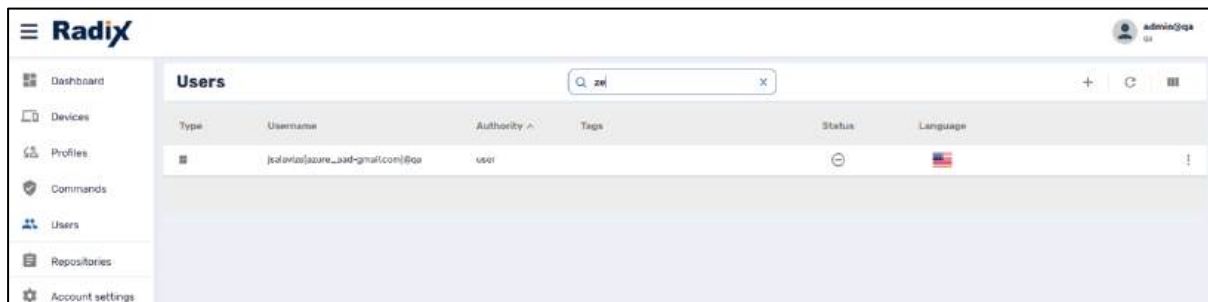 Radix
admin@qa
qa
Dashboard
Devices
Profiles
Commands
Users
Repositories
Account settings
Users
ze
Type Username Authority Tags Status Language
user